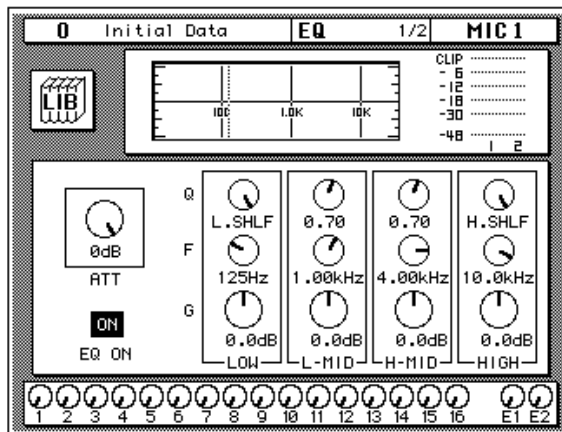 0 Initial Data EQ 1/2 MIC 1
LIB
100 1.0K 10K
CLIP
- 6
-12
-18
-30
-48
1 2
Q L.SHLF 0.70 0.70 H.SHLF
0dB
ATT
F 125Hz 1.00kHz 4.00kHz 10.0kHz
ON
EQ ON
G 0.0dB 0.0dB 0.0dB 0.0dB
LOW L-MID H-MID HIGH
1 2 3 4 5 6 7 8 9 10 11 12 13 14 15 16 E1 E2